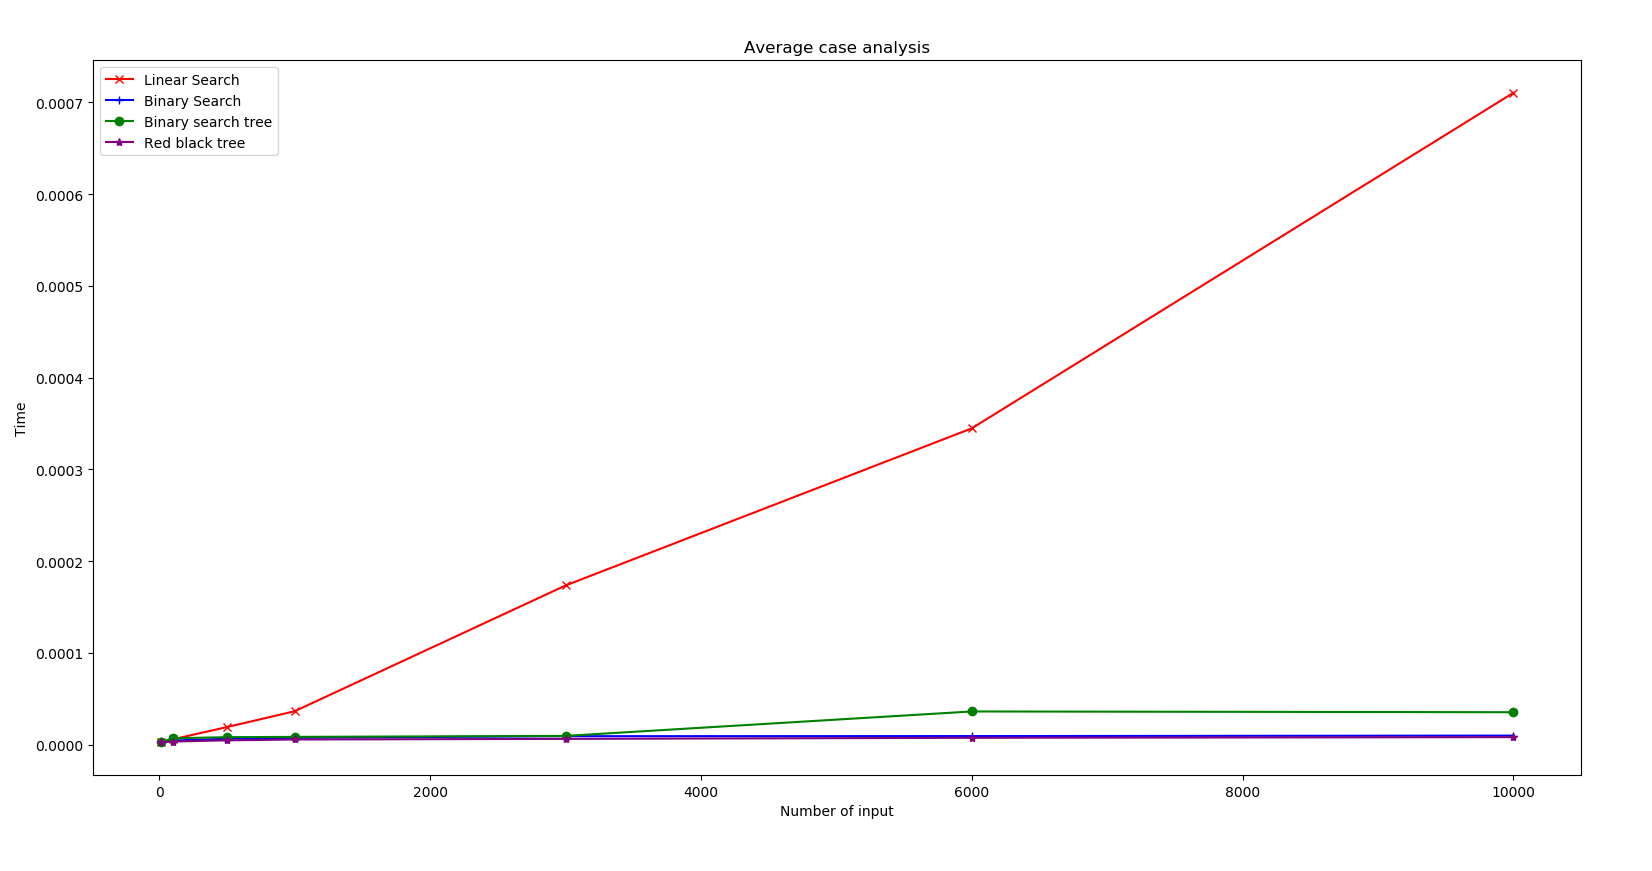 Average case analysis
Linear Search
Binary Search
Binary search tree
Red black tree
0.0007
0.0006
0.0005
0.0004
0.0003
0.0002
0.0001
0.0000
Time
0 2000 4000 6000 8000 10000
Number of input